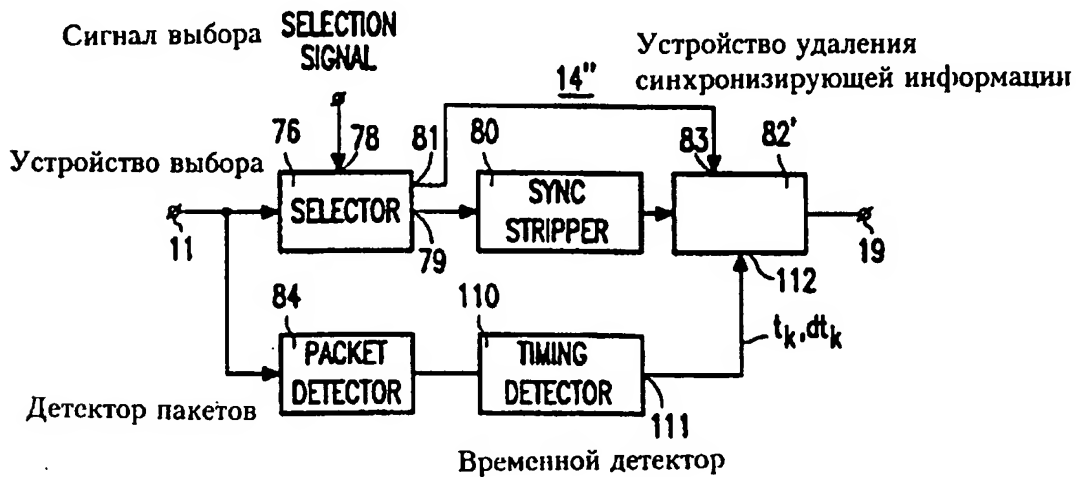 Сигнал выбора
SELECTION
SIGNAL
Устройство удаления
синхронизирующей информации
14"
76
78
81
80
83
82'
Устройство выбора
SELECTOR
SYNC
STRIPPER
11
79
19
112
84
110
t_k,dt_k
PACKET
DETECTOR
TIMING
DETECTOR
111
Детектор пакетов
Временной детектор